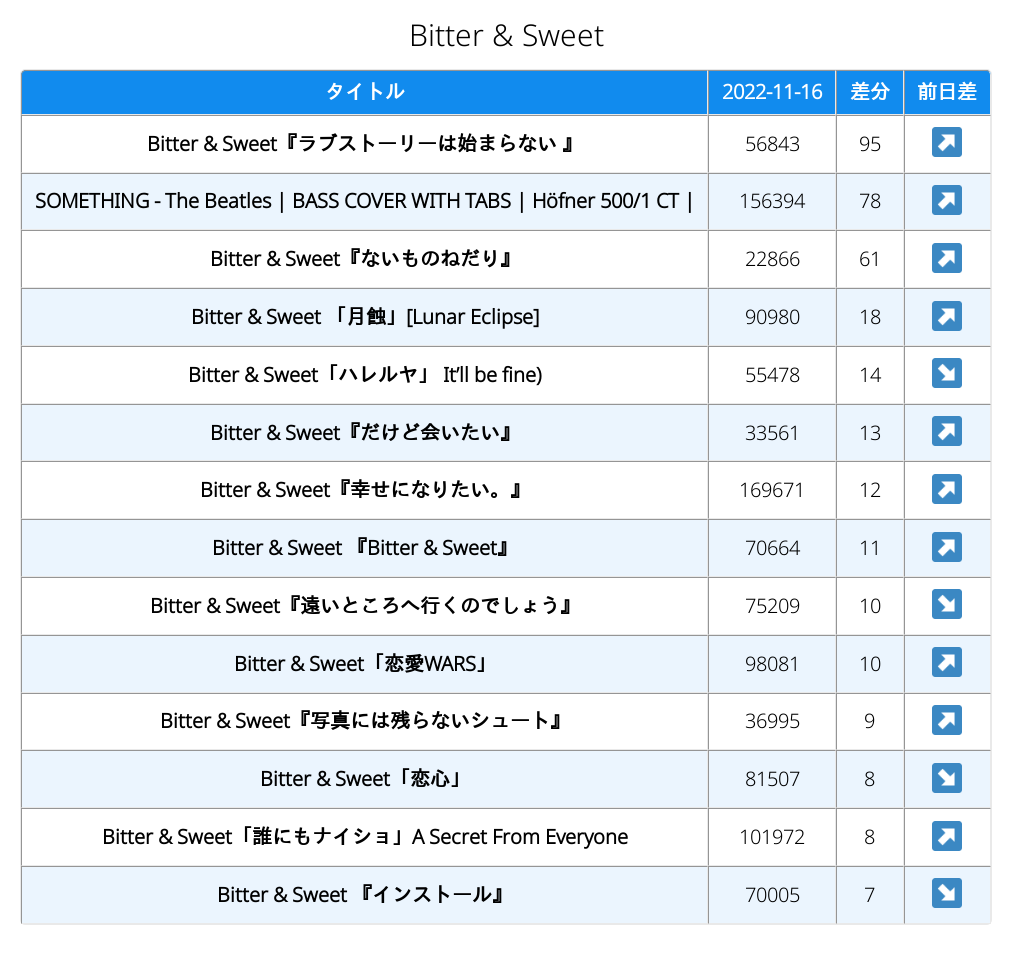 Bitter & Sweet
タイトル 2022-11-16 差分 前日差
Bitter & Sweet『ラブストーリーは始まらない 』 56843 95 ↗
SOMETHING - The Beatles | BASS COVER WITH TABS | Höfner 500/1 CT | 156394 78 ↗
Bitter & Sweet『ないものねだり』 22866 61 ↗
Bitter & Sweet 「月蝕」[Lunar Eclipse] 90980 18 ↗
Bitter & Sweet「ハレルヤ」 It’ll be fine) 55478 14 ↘
Bitter & Sweet『だけど会いたい』 33561 13 ↗
Bitter & Sweet『幸せになりたい。』 169671 12 ↗
Bitter & Sweet 『Bitter & Sweet』 70664 11 ↗
Bitter & Sweet『遠いところへ行くのでしょう』 75209 10 ↘
Bitter & Sweet「恋愛WARS」 98081 10 ↗
Bitter & Sweet『写真には残らないシュート』 36995 9 ↗
Bitter & Sweet「恋心」 81507 8 ↘
Bitter & Sweet「誰にもナイショ」A Secret From Everyone 101972 8 ↗
Bitter & Sweet 『インストール』 70005 7 ↘